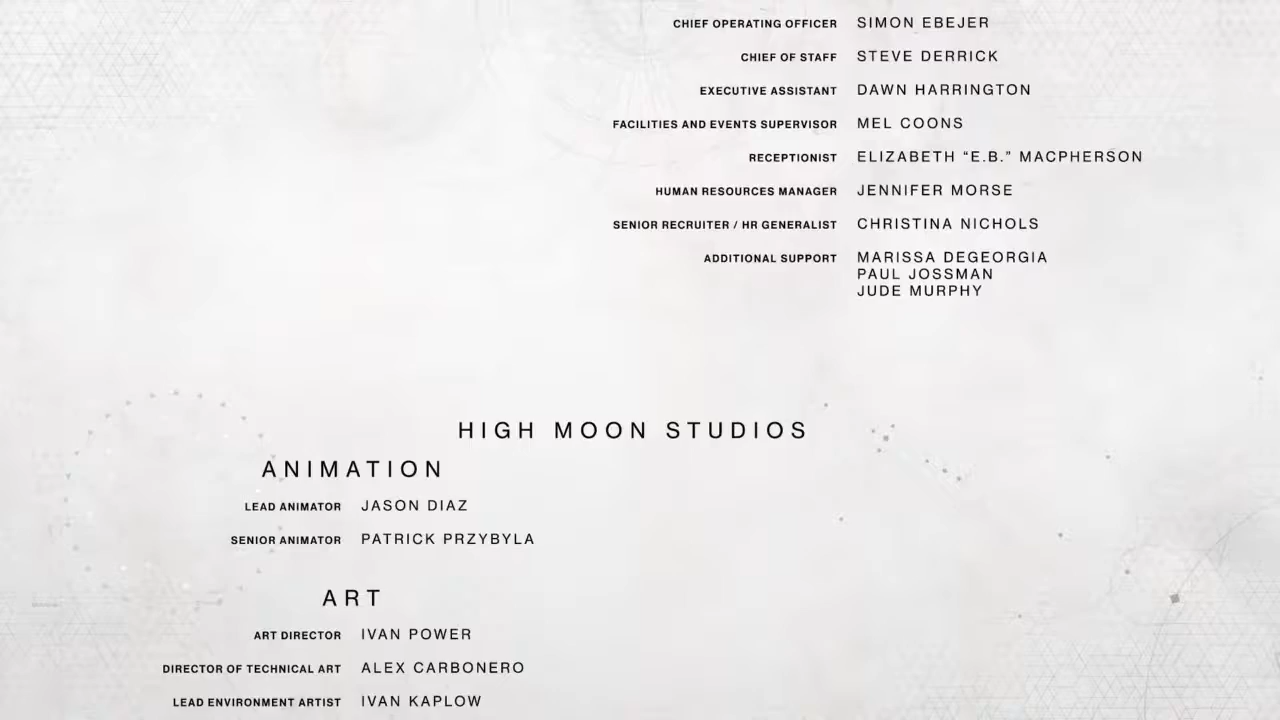 CHIEF OPERATING OFFICER SIMON EBEJER
CHIEF OF STAFF STEVE DERRICK
EXECUTIVE ASSISTANT DAWN HARRINGTON
FACILITIES AND EVENTS SUPERVISOR MEL COONS
RECEPTIONIST ELIZABETH “E.B.” MACPHERSON
HUMAN RESOURCES MANAGER JENNIFER MORSE
SENIOR RECRUITER / HR GENERALIST CHRISTINA NICHOLS
ADDITIONAL SUPPORT MARISSA DEGEORGIA
PAUL JOSSMAN
JUDE MURPHY
HIGH MOON STUDIOS
ANIMATION
LEAD ANIMATOR JASON DIAZ
SENIOR ANIMATOR PATRICK PRZYBYLA
ART
ART DIRECTOR IVAN POWER
DIRECTOR OF TECHNICAL ART ALEX CARBONERO
LEAD ENVIRONMENT ARTIST IVAN KAPLOW